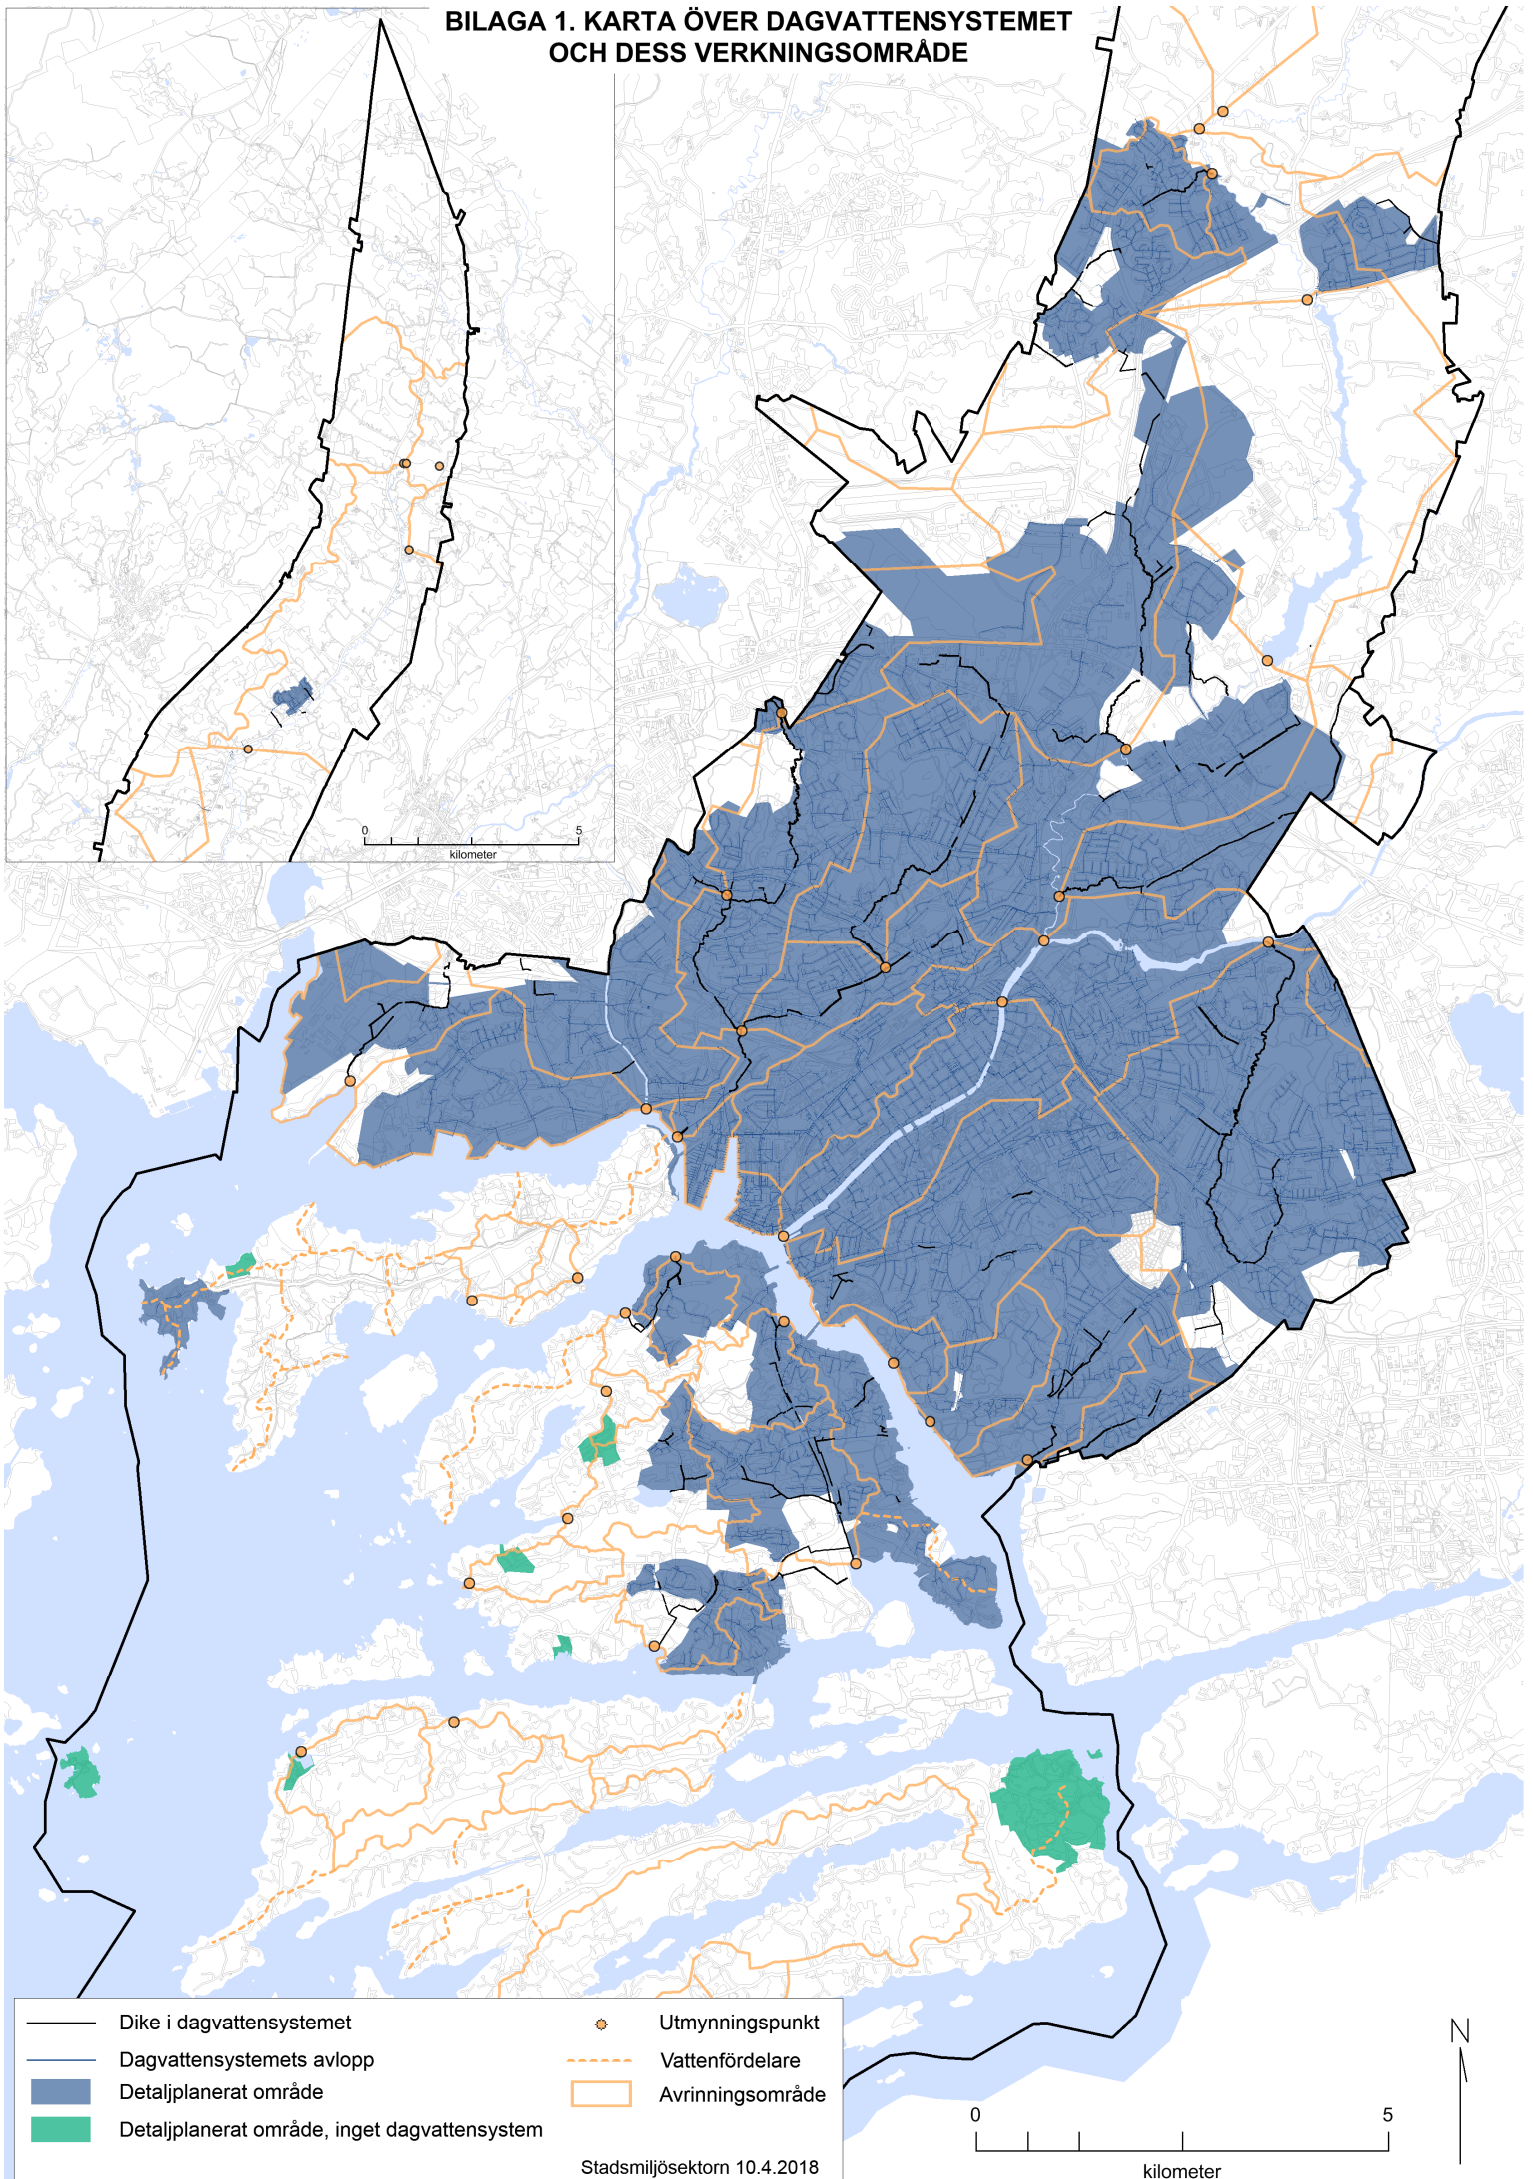 BILAGA 1. KARTA ÖVER DAGVATTENSYSTEMET
OCH DESS VERKNINGSOMRÅDE
0 5
kilometer
Dike i dagvattensystemet
Dagvattensystemets avlopp
Detaljplanerat område
Detaljplanerat område, inget dagvattensystem
Utmynningspunkt
Vattenfördelare
Avrinningsområde
Stadsmiljösektorn 10.4.2018
N
0 5
kilometer